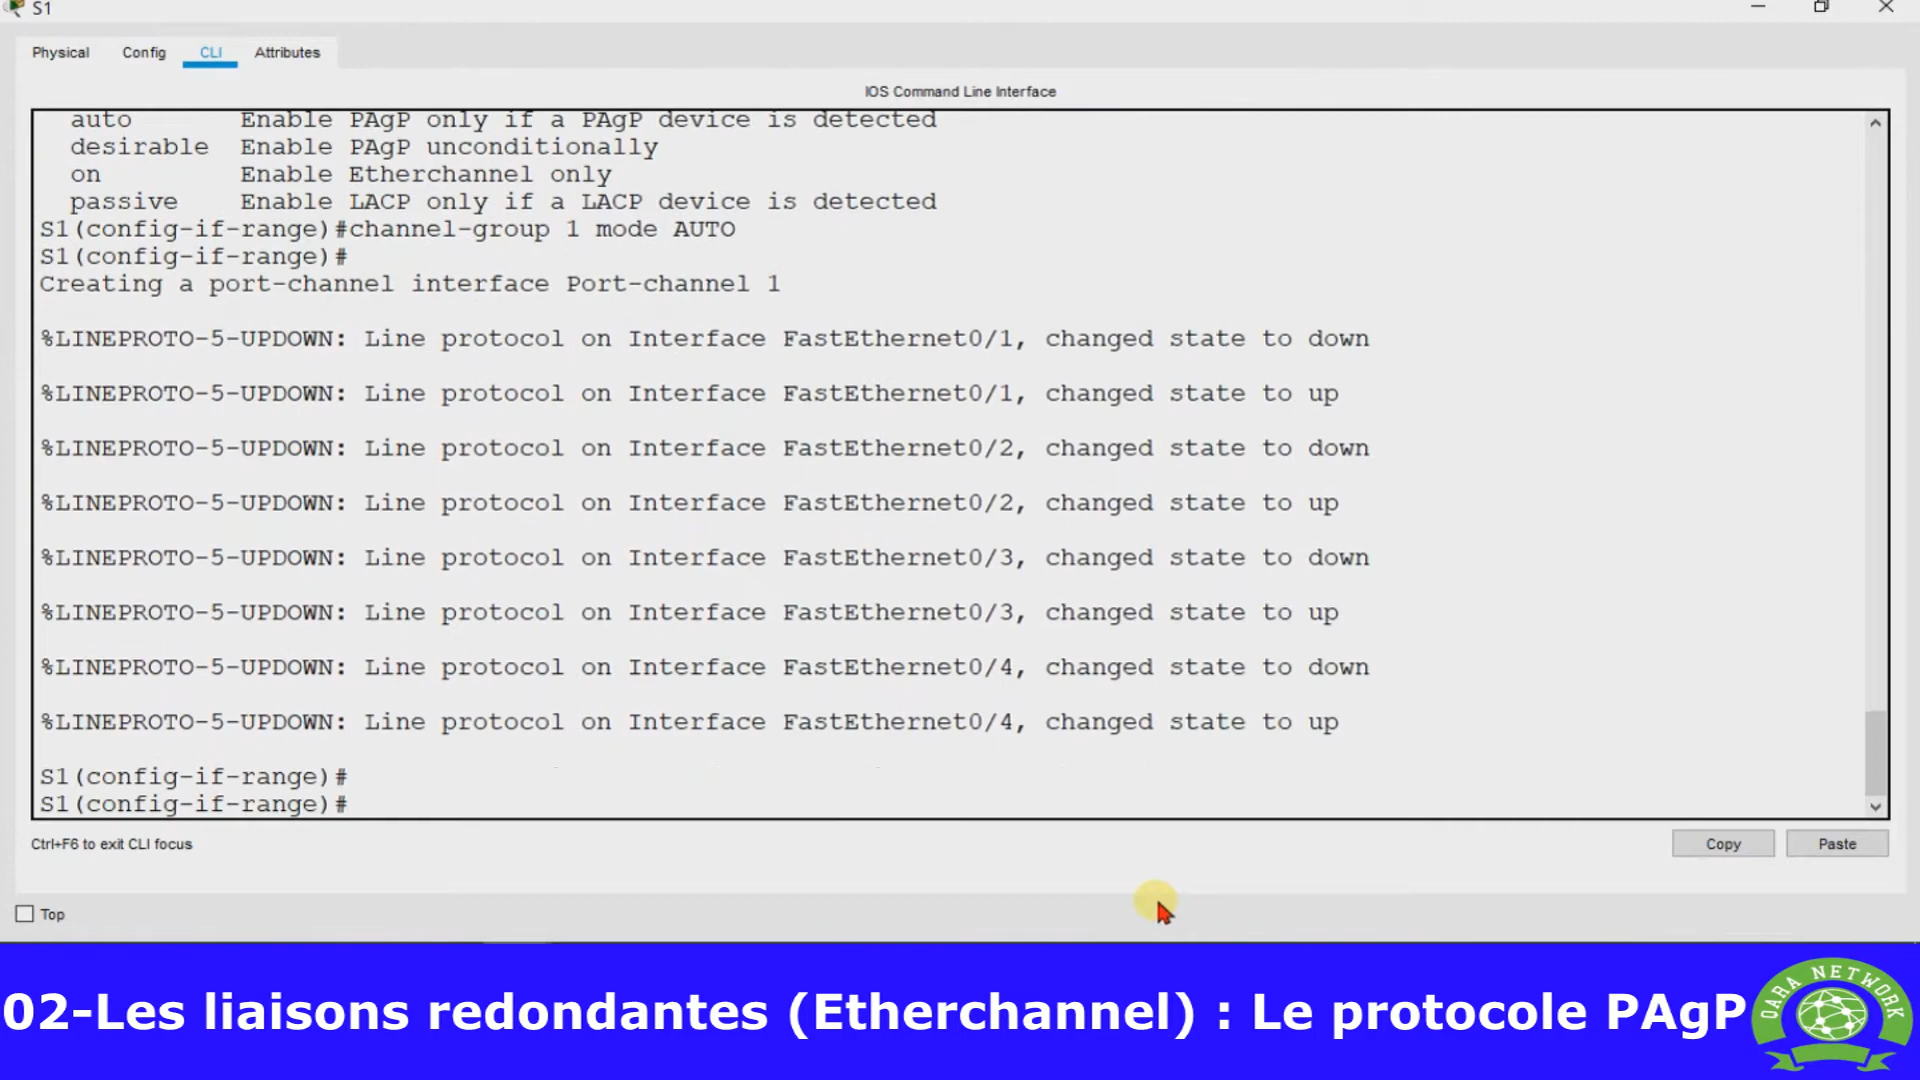 S1
Physical Config CLI Attributes
IOS Command Line Interface
auto Enable PAgP only if a PAgP device is detected
desirable Enable PAgP unconditionally
on Enable Etherchannel only
passive Enable LACP only if a LACP device is detected
S1(config-if-range)#channel-group 1 mode AUTO
S1(config-if-range)#
Creating a port-channel interface Port-channel 1
%LINEPROTO-5-UPDOWN: Line protocol on Interface FastEthernet0/1, changed state to down
%LINEPROTO-5-UPDOWN: Line protocol on Interface FastEthernet0/1, changed state to up
%LINEPROTO-5-UPDOWN: Line protocol on Interface FastEthernet0/2, changed state to down
%LINEPROTO-5-UPDOWN: Line protocol on Interface FastEthernet0/2, changed state to up
%LINEPROTO-5-UPDOWN: Line protocol on Interface FastEthernet0/3, changed state to down
%LINEPROTO-5-UPDOWN: Line protocol on Interface FastEthernet0/3, changed state to up
%LINEPROTO-5-UPDOWN: Line protocol on Interface FastEthernet0/4, changed state to down
%LINEPROTO-5-UPDOWN: Line protocol on Interface FastEthernet0/4, changed state to up
S1(config-if-range)#
S1(config-if-range)#
Ctrl+F6 to exit CLI focus
Copy Paste
Top
02-Les liaisons redondantes (Etherchannel) : Le protocole PAgP
OARA NETWORK